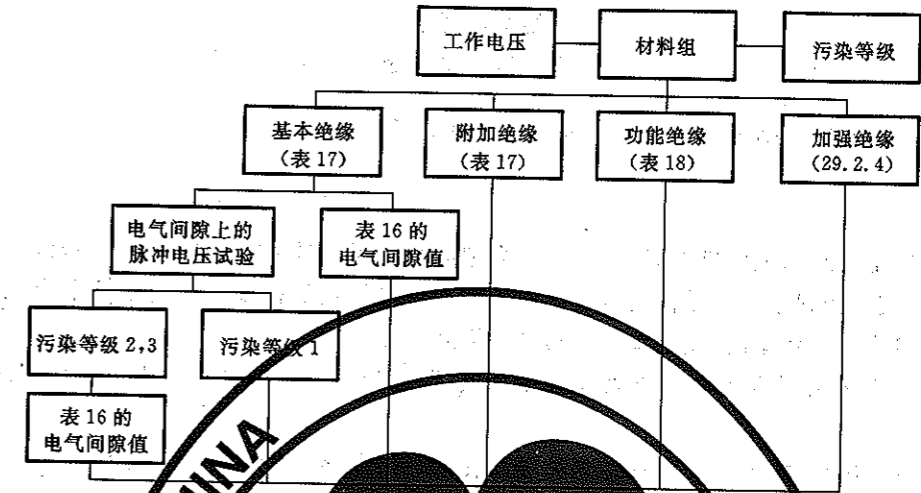 工作电压
材料组
污染等级
基本绝缘
(表 17)
附加绝缘
(表 17)
功能绝缘
(表 18)
加强绝缘
(29.2.4)
电气间隙上的
脉冲电压试验
表 16 的
电气间隙值
污染等级 2,3
污染等级 1
表 16 的
电气间隙值